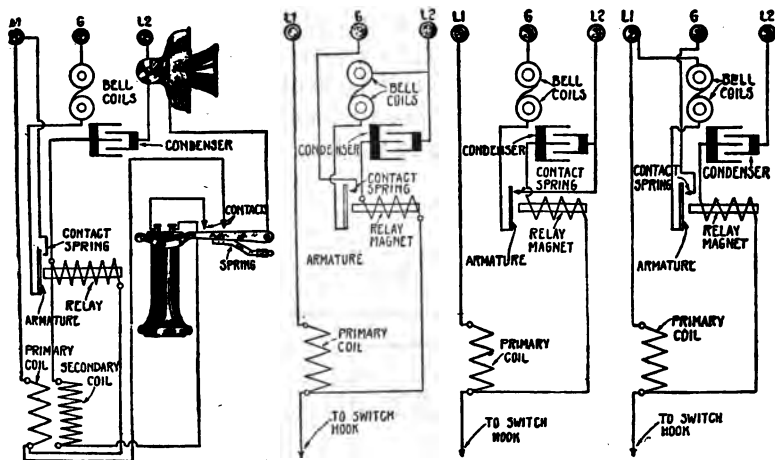 L1
G
L2
BELL
COILS
CONDENSER
CONTACT
SPRING
CONTACTS
SPRING
RELAY
ARMATURE
PRIMARY
COIL
SECONDARY
COIL
L1
G
L2
BELL
COILS
CONDENSER
CONTACT
SPRING
RELAY
MAGNET
ARMATURE
PRIMARY
COIL
TO SWITCH
HOOK
L1
G
L2
BELL
COILS
CONDENSER
CONTACT
SPRING
RELAY
MAGNET
ARMATURE
PRIMARY
COIL
TO SWITCH
HOOK
L1
G
L2
BELL
COILS
CONTACT
SPRING
CONDENSER
RELAY
MAGNET
ARMATURE
PRIMARY
COIL
TO SWITCH
HOOK